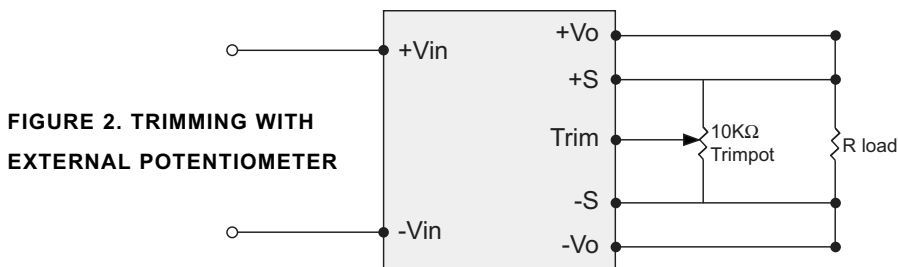 +Vo
+Vin
+S
FIGURE 2. TRIMMING WITH
EXTERNAL POTENTIOMETER
Trim
10KΩ
Trimpot
R load
-S
-Vin
-Vo